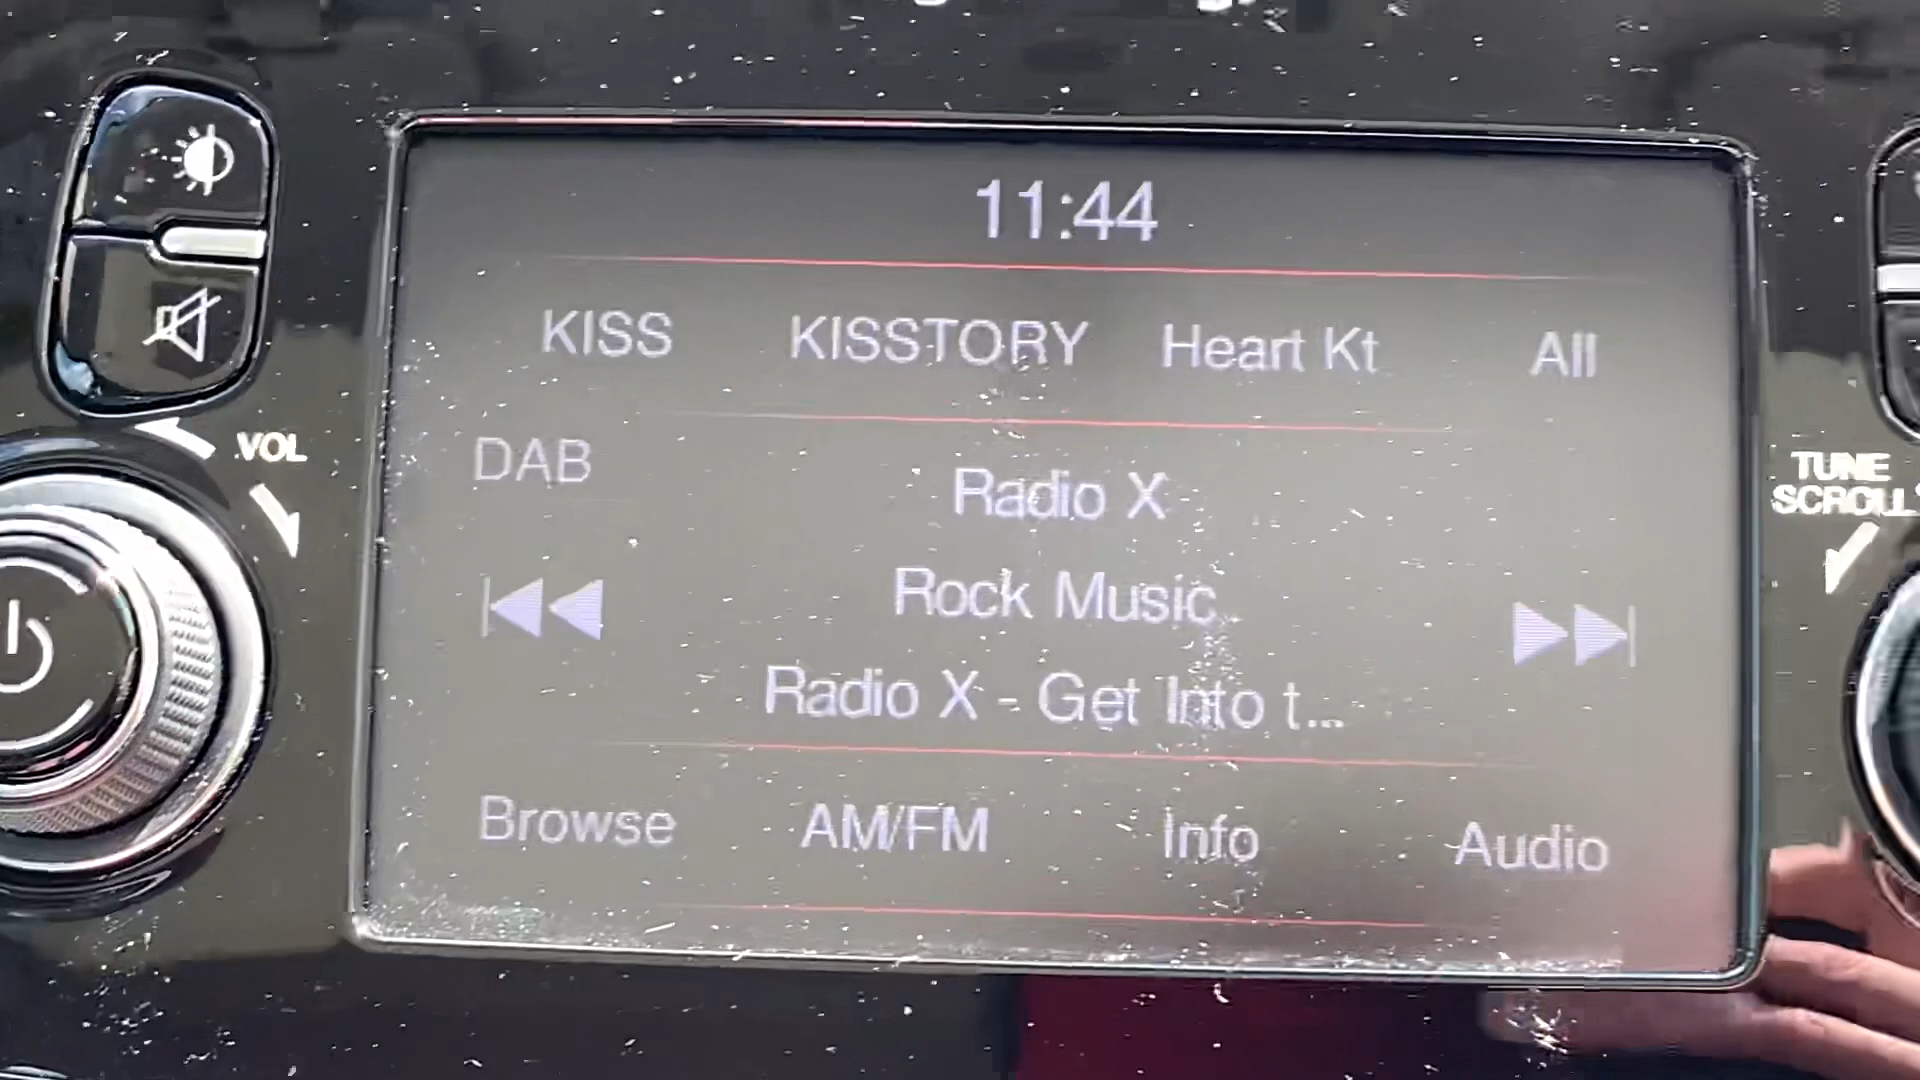 11:44
KISS KISSTORY Heart Kt All
VOL
DAB
TUNE
SCROLL
Radio X
Rock Music
Radio X - Get Into t...
Browse AM/FM Info Audio